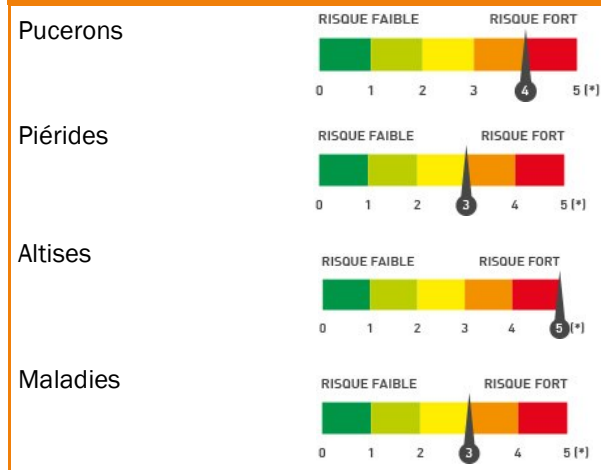 Pucerons
RISQUE FAIBLE RISQUE FORT
0 1 2 3 4 5 (*)
Piérides
RISQUE FAIBLE RISQUE FORT
0 1 2 3 4 5 (*)
Altises
RISQUE FAIBLE RISQUE FORT
0 1 2 3 4 5 (*)
Maladies
RISQUE FAIBLE RISQUE FORT
0 1 2 3 4 5 (*)